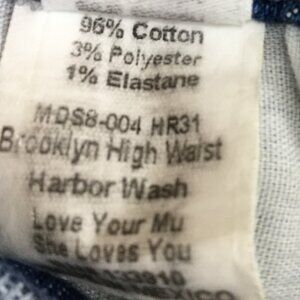 96% Cotton
3% Polyester
1% Elastane
MDS8-004 HR31
Brooklyn High Waist
Harbor Wash
Love Your Mu
She Loves You